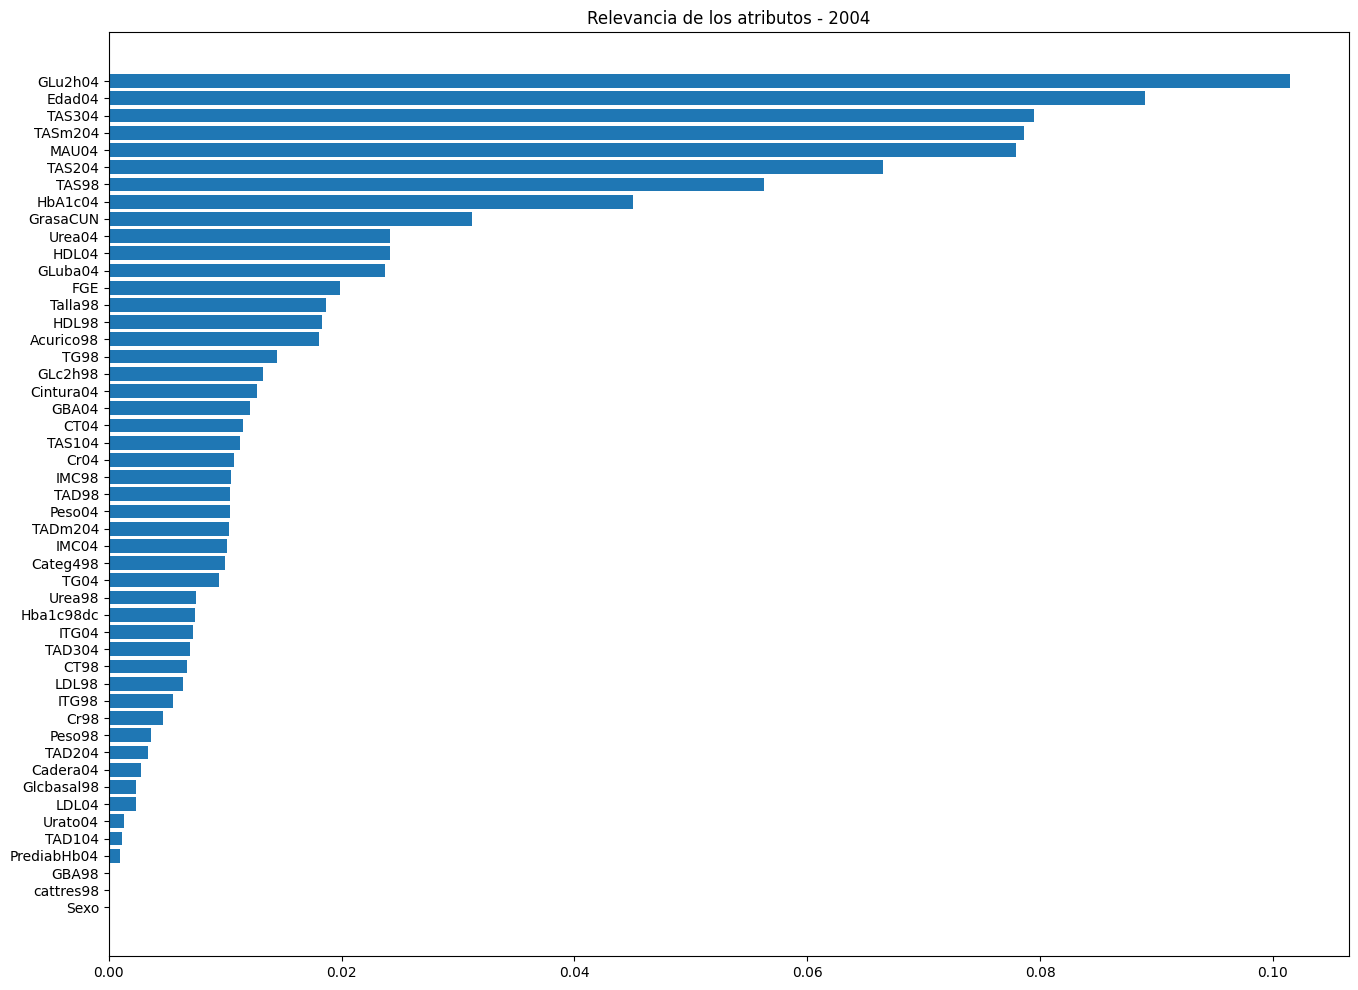 Relevancia de los atributos - 2004
GLu2h04
Edad04
TAS304
TASm204
MAU04
TAS204
TAS98
HbA1c04
GrasaCUN
Urea04
HDL04
GLuba04
FGE
Talla98
HDL98
Acurico98
TG98
GLc2h98
Cintura04
GBA04
CT04
TAS104
Cr04
IMC98
TAD98
Peso04
TADm204
IMC04
Categ498
TG04
Urea98
Hba1c98dc
ITG04
TAD304
CT98
LDL98
ITG98
Cr98
Peso98
TAD204
Cadera04
Glcbasal98
LDL04
Urato04
TAD104
PrediabHb04
GBA98
cattres98
Sexo
0.00 0.02 0.04 0.06 0.08 0.10